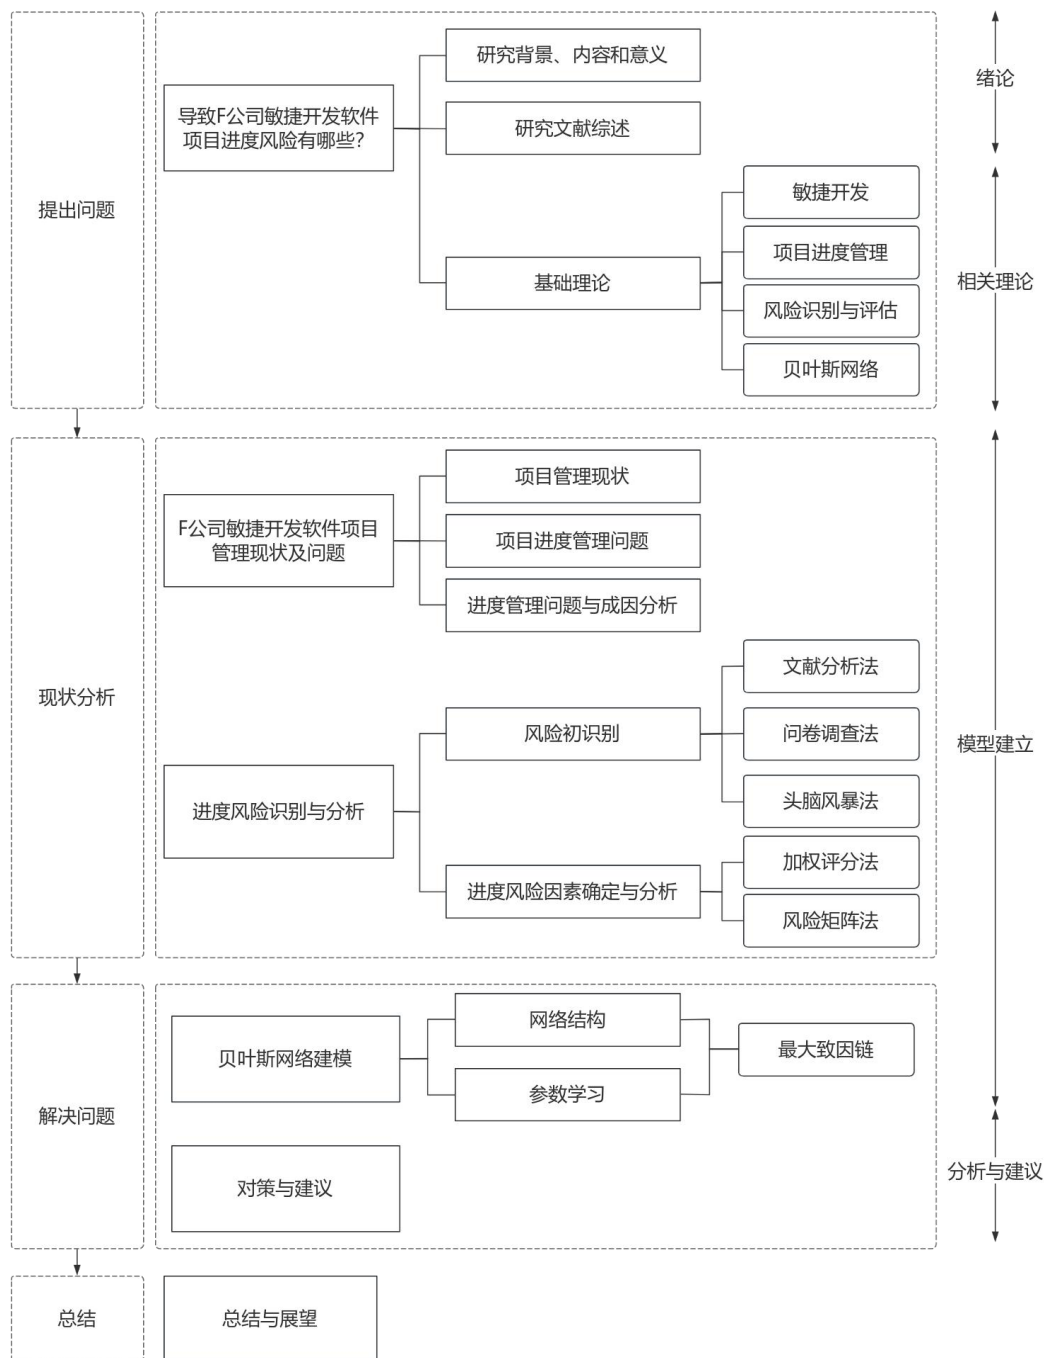 研究背景、内容和意义
绪论
导致F公司敏捷开发软件
项目进度风险有哪些？
研究文献综述
提出问题
敏捷开发
项目进度管理
基础理论
相关理论
风险识别与评估
贝叶斯网络
项目管理现状
F公司敏捷开发软件项目
管理现状及问题
项目进度管理问题
进度管理问题与成因分析
现状分析
文献分析法
风险初识别
问卷调查法
模型建立
头脑风暴法
进度风险识别与分析
加权评分法
进度风险因素确定与分析
风险矩阵法
网络结构
贝叶斯网络建模
最大致因链
参数学习
解决问题
对策与建议
分析与建议
总结
总结与展望